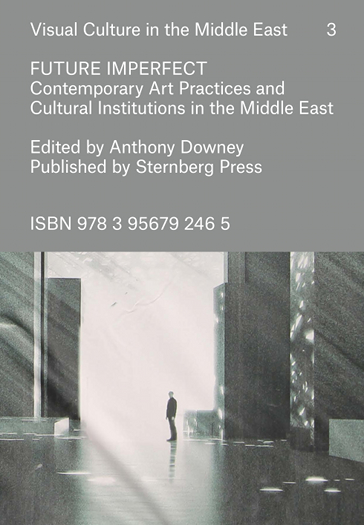 Visual Culture in the Middle East 3
FUTURE IMPERFECT
Contemporary Art Practices and
Cultural Institutions in the Middle East
Edited by Anthony Downey
Published by Sternberg Press
ISBN 978 3 95679 246 5